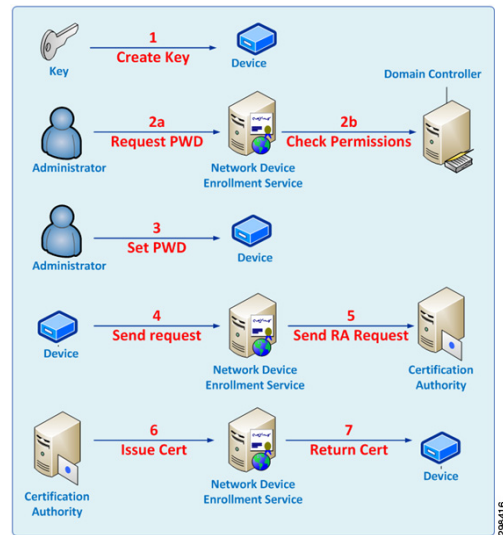 1
Create Key
Key
Device
Domain Controller
2a
Request PWD
2b
Check Permissions
Administrator
Network Device
Enrollment Service
3
Set PWD
Administrator
Device
4
Send request
5
Send RA Request
Device
Network Device
Enrollment Service
Certification
Authority
6
Issue Cert
7
Return Cert
Certification
Authority
Network Device
Enrollment Service
Device
298416